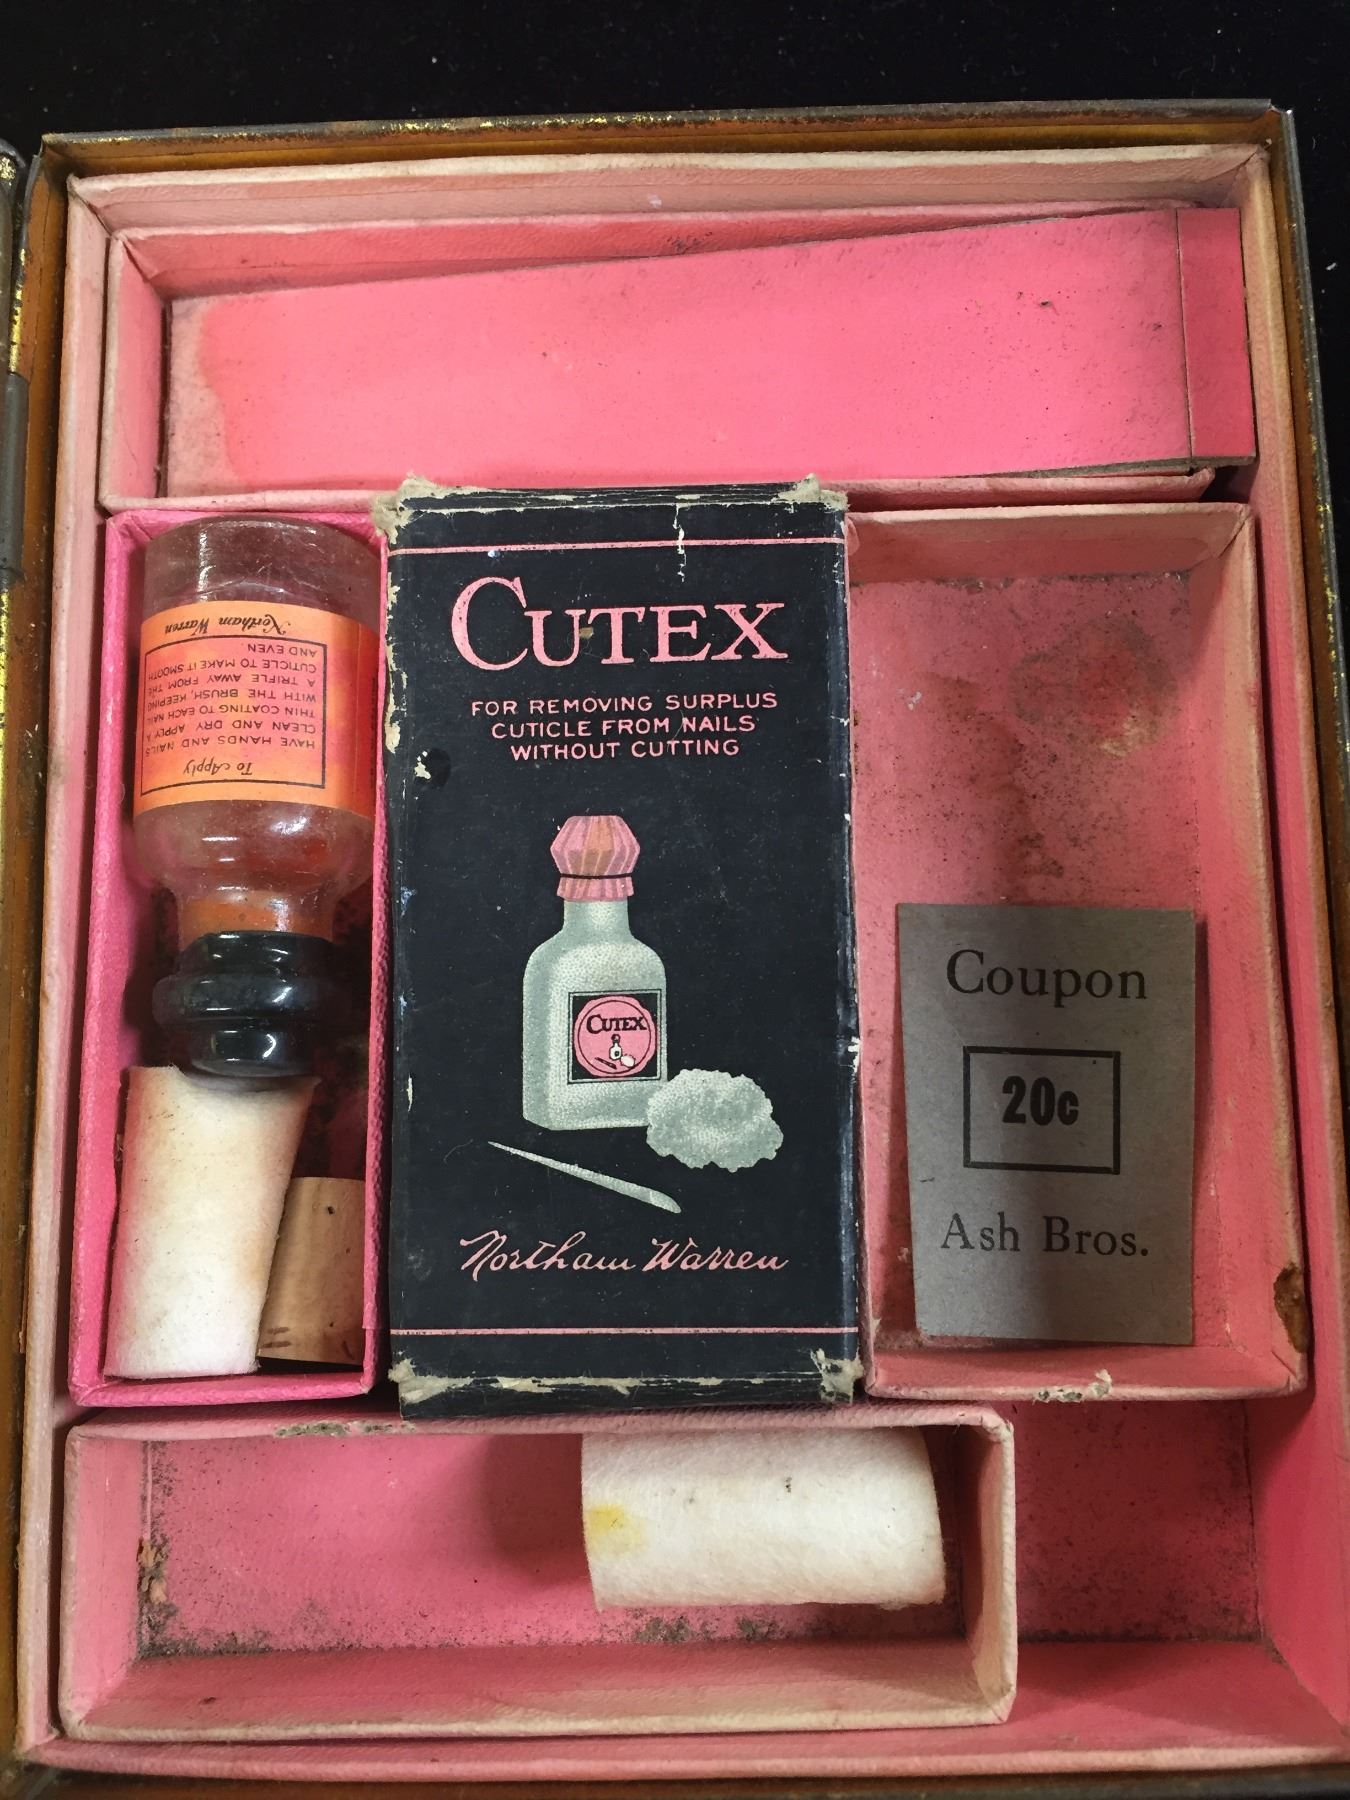 CUTEX
FOR REMOVING SURPLUS
CUTICLE FROM NAILS
WITHOUT CUTTING
CUTEX
Northam Warren
To Apply
HAVE HANDS AND NAILS
CLEAN AND DRY. APPLY A
THIN COATING TO EACH NAIL
WITH THE BRUSH, KEEPING
A TRIFLE AWAY FROM THE
CUTICLE TO MAKE IT SMOOTH
AND EVEN.
Northam Warren
Coupon
20c
Ash Bros.